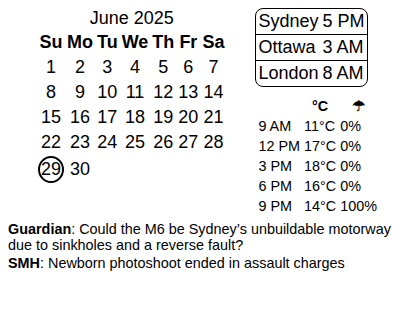 June 2025
Su Mo Tu We Th Fr Sa
1 2 3 4 5 6 7
8 9 10 11 12 13 14
15 16 17 18 19 20 21
22 23 24 25 26 27 28
29 30
Sydney 5 PM
Ottawa 3 AM
London 8 AM
°C ☂
9 AM 11°C 0%
12 PM 17°C 0%
3 PM 18°C 0%
6 PM 16°C 0%
9 PM 14°C 100%
Guardian: Could the M6 be Sydney’s unbuildable motorway
due to sinkholes and a reverse fault?
SMH: Newborn photoshoot ended in assault charges